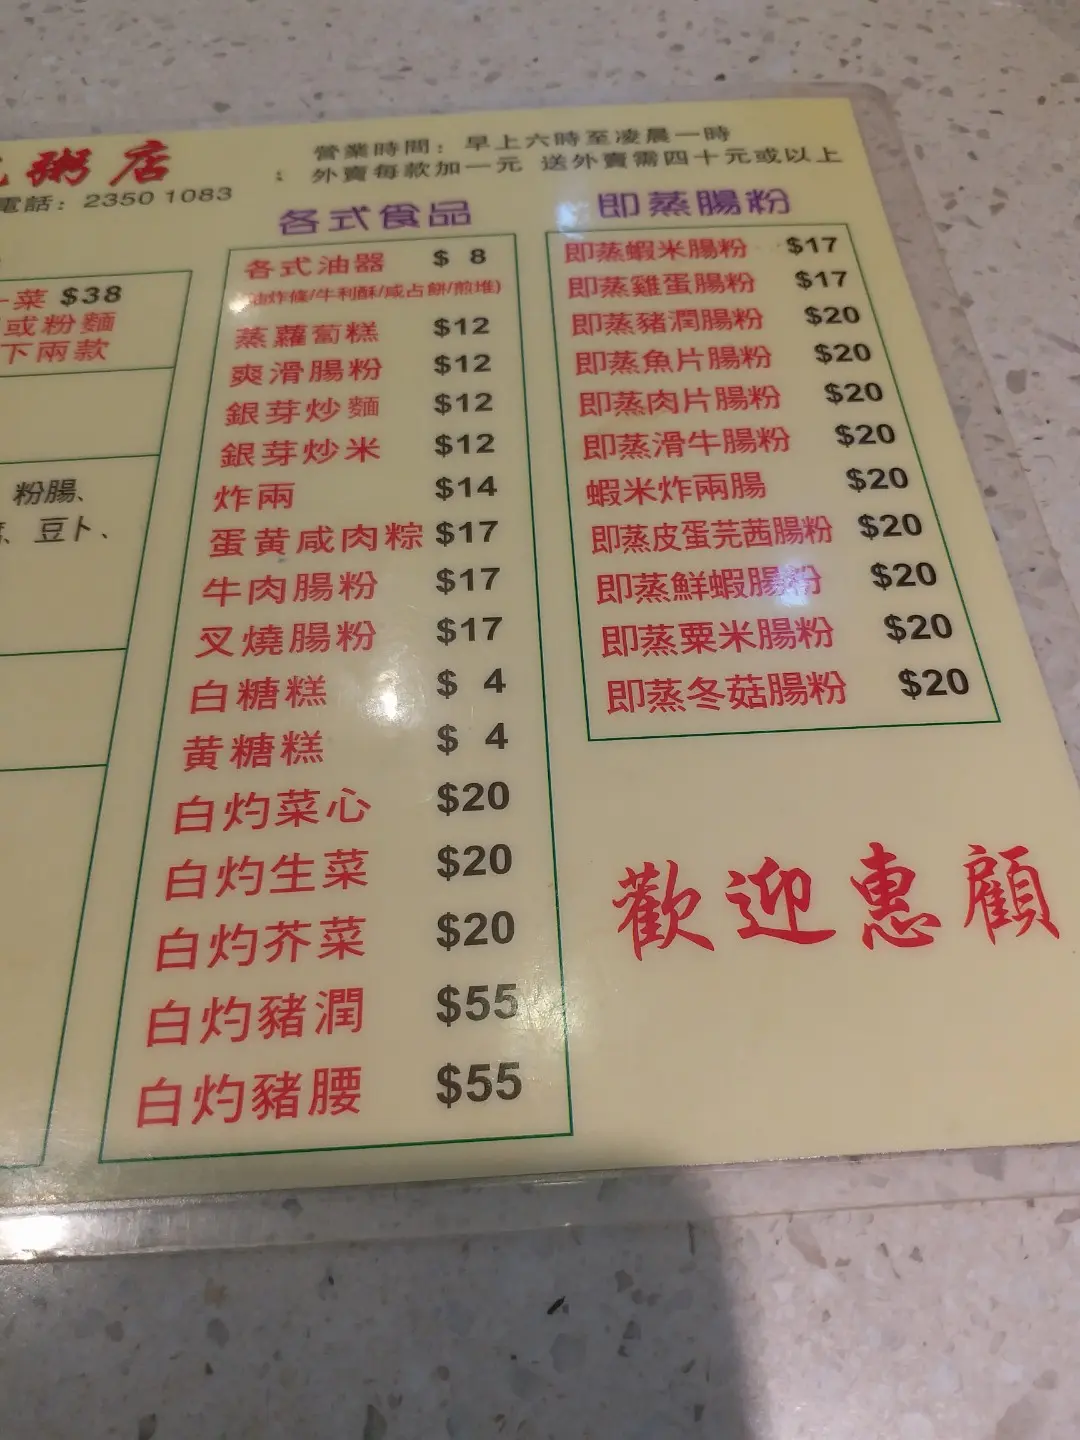 粥店
電話：2350 1083
營業時間：早上六時至凌晨一時
外賣每款加一元 送外賣需四十元或以上
菜 $38
或粉麵
下兩款
粉腸、
、豆卜、
各式食品
各式油器 $ 8
油炸條/牛利酥/咸占餅/煎堆)
蒸蘿蔔糕 $12
爽滑腸粉 $12
銀芽炒麵 $12
銀芽炒米 $12
炸兩 $14
蛋黃咸肉粽 $17
牛肉腸粉 $17
叉燒腸粉 $17
白糖糕 $ 4
黃糖糕 $ 4
白灼菜心 $20
白灼生菜 $20
白灼芥菜 $20
白灼豬潤 $55
白灼豬腰 $55
即蒸腸粉
即蒸蝦米腸粉 $17
即蒸雞蛋腸粉 $17
即蒸豬潤腸粉 $20
即蒸魚片腸粉 $20
即蒸肉片腸粉 $20
即蒸滑牛腸粉 $20
蝦米炸兩腸 $20
即蒸皮蛋芫茜腸粉 $20
即蒸鮮蝦腸粉 $20
即蒸粟米腸粉 $20
即蒸冬菇腸粉 $20
歡迎惠顧